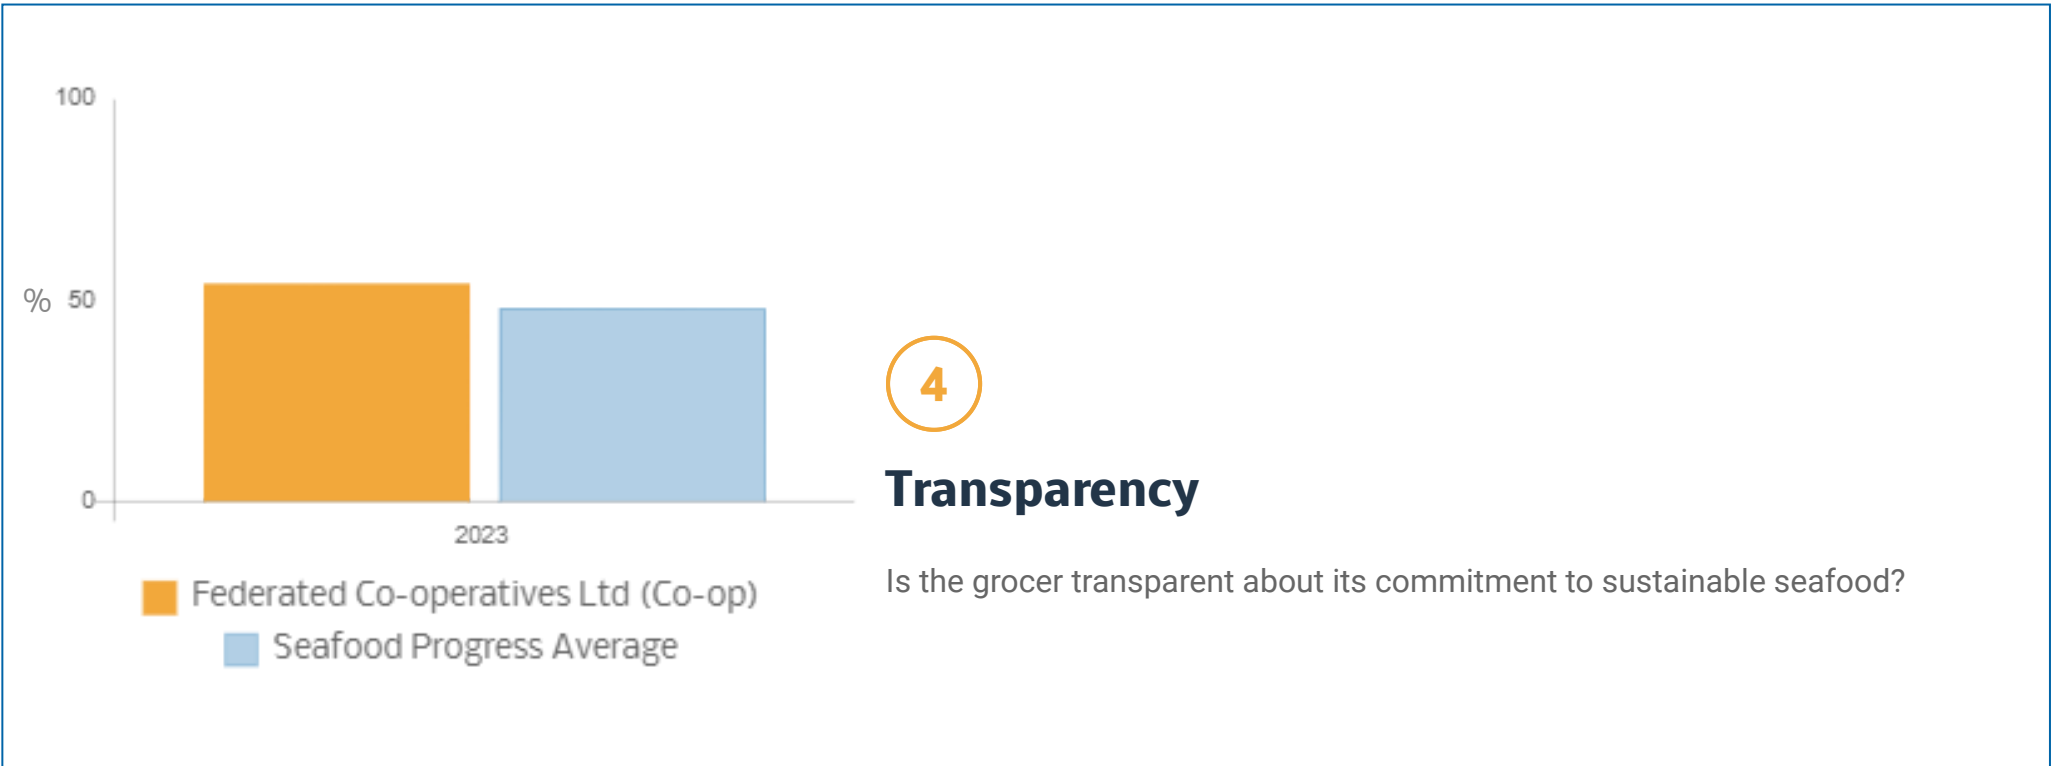 100
% 50
0
2023
Federated Co-operatives Ltd (Co-op)
Seafood Progress Average
4
Transparency
Is the grocer transparent about its commitment to sustainable seafood?